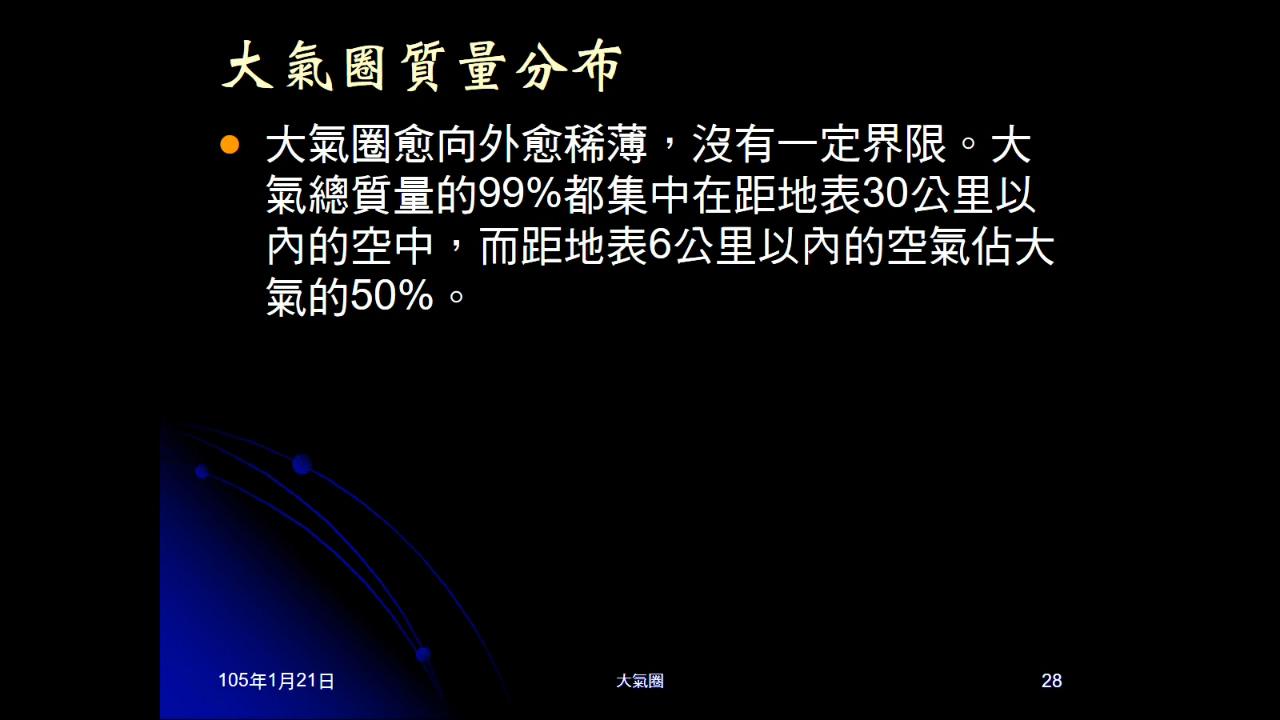 大氣圈質量分布
大氣圈愈向外愈稀薄，沒有一定界限。大
氣總質量的99%都集中在距地表30公里以
內的空中，而距地表6公里以內的空氣佔大
氣的50%。
105年1月21日
大氣圈
28